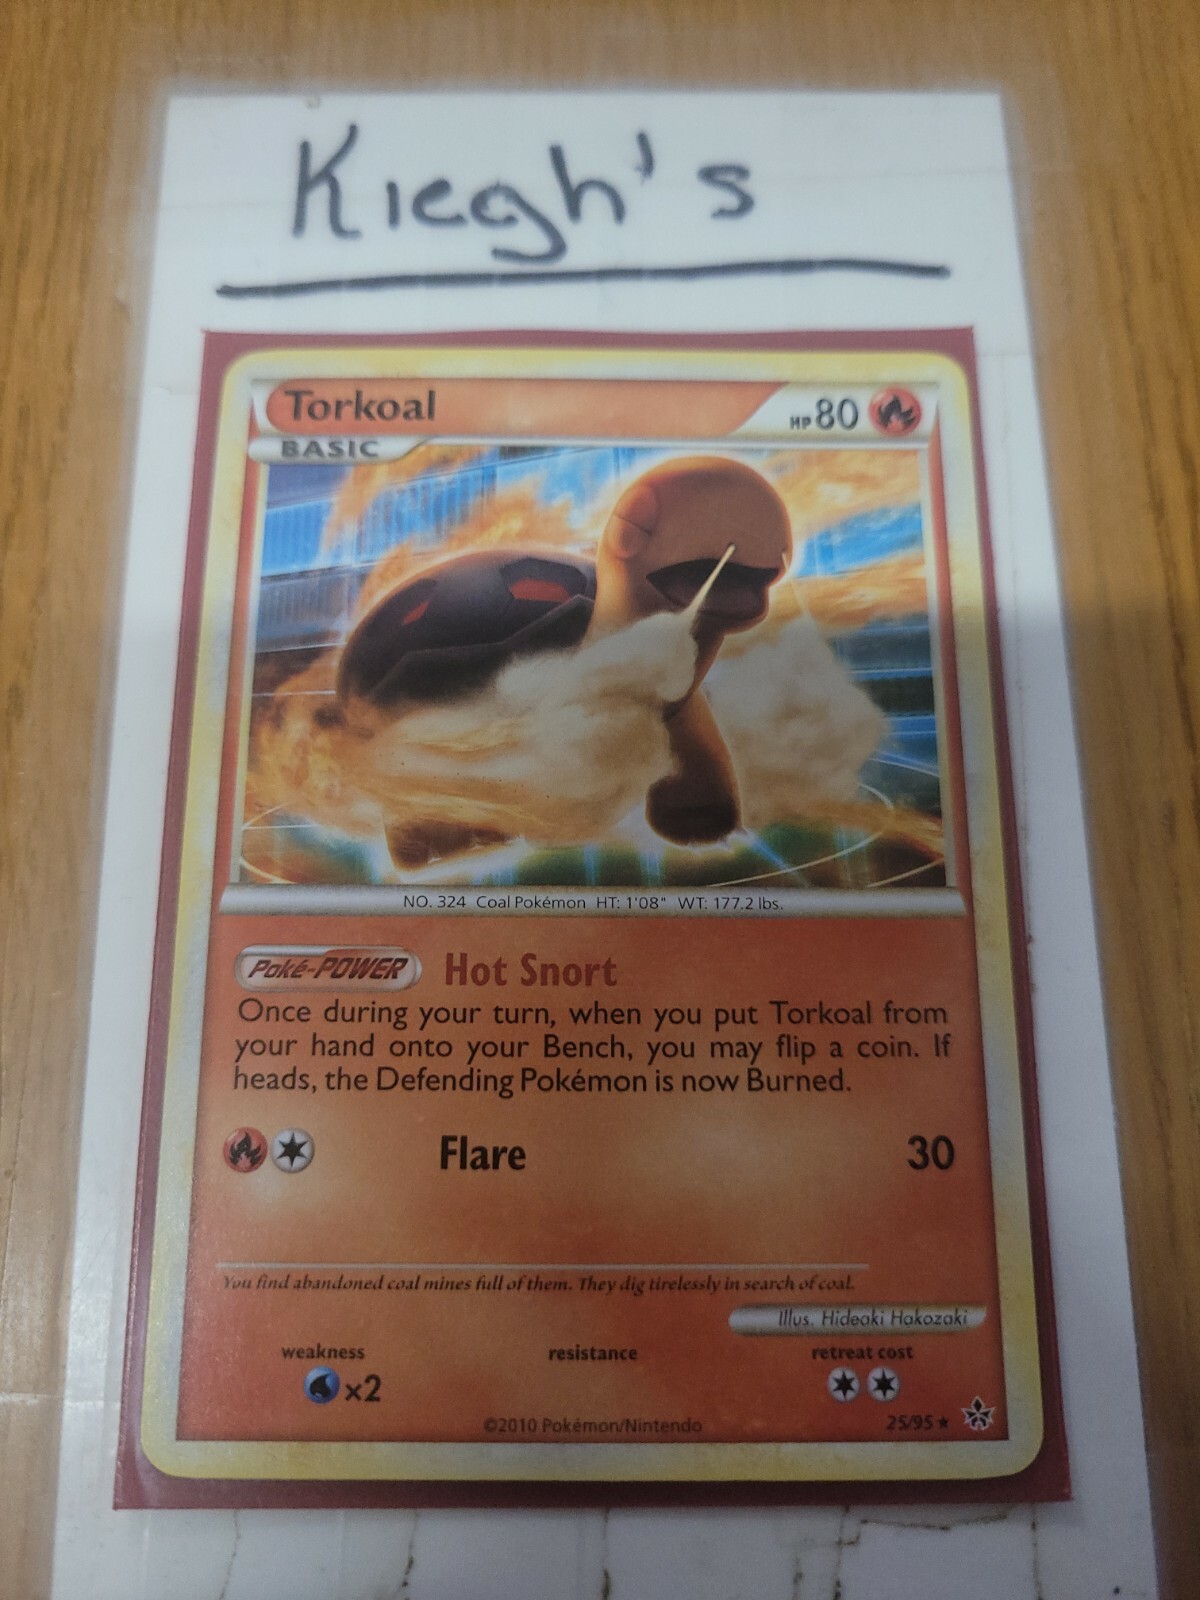 Kiegh's
Torkoal
HP 80
BASIC
NO. 324 Coal Pokémon HT: 1'08" WT: 177.2 lbs.
Poké-POWER Hot Snort
Once during your turn, when you put Torkoal from
your hand onto your Bench, you may flip a coin. If
heads, the Defending Pokémon is now Burned.
Flare 30
You find abandoned coal mines full of them. They dig tirelessly in search of coal.
Illus. Hideaki Hakozaki
weakness resistance retreat cost
x2
©2010 Pokémon/Nintendo 25/95 ★